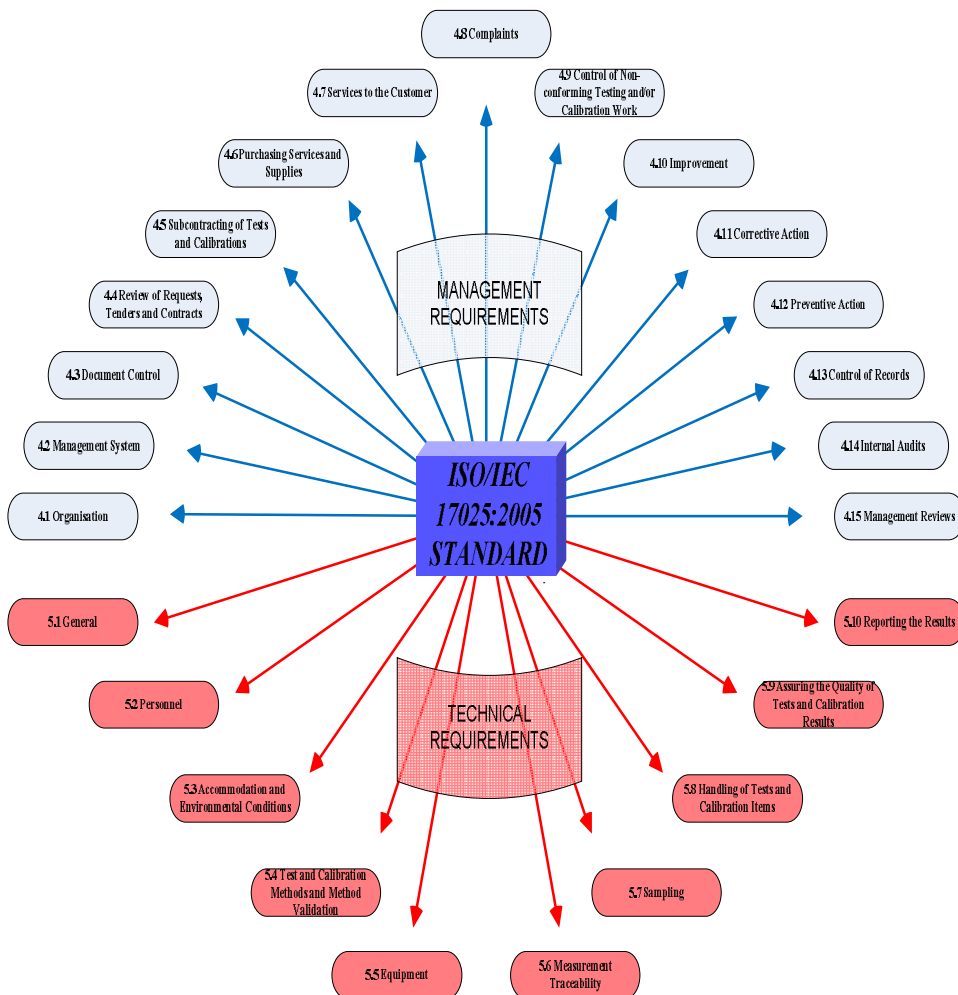 4.8 Complaints
4.7 Services to the Customer
4.9 Control of Non-
conforming Testing and/or
Calibration Work
4.6 Purchasing Services and
Supplies
4.10 Improvement
4.5 Subcontracting of Tests
and Calibrations
4.11 Corrective Action
4.4 Review of Requests,
Tenders and Contracts
4.12 Preventive Action
MANAGEMENT
REQUIREMENTS
4.3 Document Control
4.13 Control of Records
4.2 Management System
4.14 Internal Audits
4.1 Organisation
4.15 Management Reviews
ISO/IEC
17025:2005
STANDARD
5.1 General
5.10 Reporting the Results
5.2 Personnel
5.9 Assuring the Quality of
Tests and Calibration
Results
TECHNICAL
REQUIREMENTS
5.3 Accommodation and
Environmental Conditions
5.8 Handling of Tests and
Calibration Items
5.4 Test and Calibration
Methods and Method
Validation
5.7 Sampling
5.5 Equipment
5.6 Measurement
Traceability